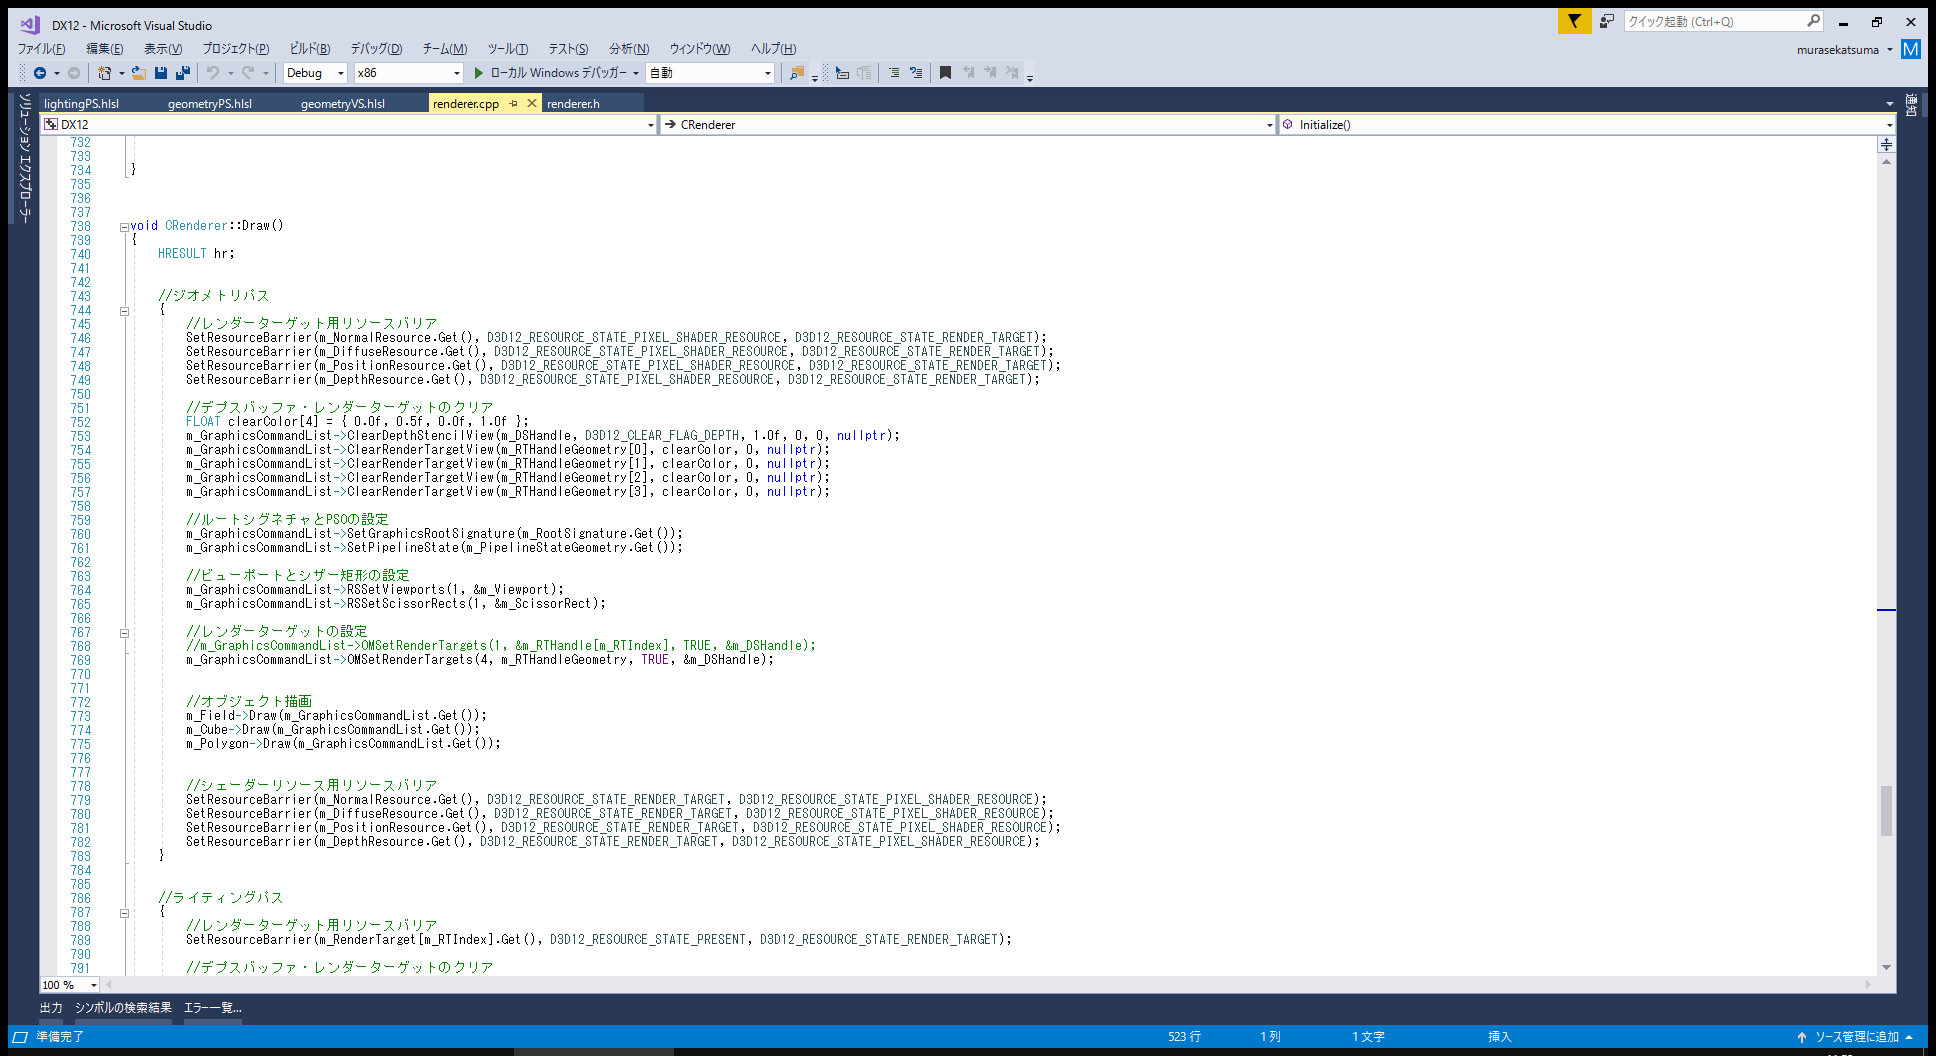 DX12 - Microsoft Visual Studio
クイック起動 (Ctrl+Q)
ファイル(F) 編集(E) 表示(V) プロジェクト(P) ビルド(B) デバッグ(D) チーム(M) ツール(T) テスト(S) 分析(N) ウィンドウ(W) ヘルプ(H)
murasekatsuma M
Debug x86 ローカル Windows デバッガー 自動
ソリューション エクスプローラー
通知
lightingPS.hlsl geometryPS.hlsl geometryVS.hlsl renderer.cpp renderer.h
DX12 CRenderer Initialize()
732
733
734 }
735
736
737
738 void CRenderer::Draw()
739 {
740 HRESULT hr;
741
742
743 //ジオメトリパス
744 {
745 //レンダーターゲット用リソースバリア
746 SetResourceBarrier(m_NormalResource.Get(), D3D12_RESOURCE_STATE_PIXEL_SHADER_RESOURCE, D3D12_RESOURCE_STATE_RENDER_TARGET);
747 SetResourceBarrier(m_DiffuseResource.Get(), D3D12_RESOURCE_STATE_PIXEL_SHADER_RESOURCE, D3D12_RESOURCE_STATE_RENDER_TARGET);
748 SetResourceBarrier(m_PositionResource.Get(), D3D12_RESOURCE_STATE_PIXEL_SHADER_RESOURCE, D3D12_RESOURCE_STATE_RENDER_TARGET);
749 SetResourceBarrier(m_DepthResource.Get(), D3D12_RESOURCE_STATE_PIXEL_SHADER_RESOURCE, D3D12_RESOURCE_STATE_RENDER_TARGET);
750
751 //デプスバッファ・レンダーターゲットのクリア
752 FLOAT clearColor[4] = { 0.0f, 0.5f, 0.0f, 1.0f };
753 m_GraphicsCommandList->ClearDepthStencilView(m_DSHandle, D3D12_CLEAR_FLAG_DEPTH, 1.0f, 0, 0, nullptr);
754 m_GraphicsCommandList->ClearRenderTargetView(m_RTHandleGeometry[0], clearColor, 0, nullptr);
755 m_GraphicsCommandList->ClearRenderTargetView(m_RTHandleGeometry[1], clearColor, 0, nullptr);
756 m_GraphicsCommandList->ClearRenderTargetView(m_RTHandleGeometry[2], clearColor, 0, nullptr);
757 m_GraphicsCommandList->ClearRenderTargetView(m_RTHandleGeometry[3], clearColor, 0, nullptr);
758
759 //ルートシグネチャとPSOの設定
760 m_GraphicsCommandList->SetGraphicsRootSignature(m_RootSignature.Get());
761 m_GraphicsCommandList->SetPipelineState(m_PipelineStateGeometry.Get());
762
763 //ビューポートとシザー矩形の設定
764 m_GraphicsCommandList->RSSetViewports(1, &m_Viewport);
765 m_GraphicsCommandList->RSSetScissorRects(1, &m_ScissorRect);
766
767 //レンダーターゲットの設定
768 //m_GraphicsCommandList->OMSetRenderTargets(1, &m_RTHandle[m_RTIndex], TRUE, &m_DSHandle);
769 m_GraphicsCommandList->OMSetRenderTargets(4, m_RTHandleGeometry, TRUE, &m_DSHandle);
770
771
772 //オブジェクト描画
773 m_Field->Draw(m_GraphicsCommandList.Get());
774 m_Cube->Draw(m_GraphicsCommandList.Get());
775 m_Polygon->Draw(m_GraphicsCommandList.Get());
776
777
778 //シェーダーリソース用リソースバリア
779 SetResourceBarrier(m_NormalResource.Get(), D3D12_RESOURCE_STATE_RENDER_TARGET, D3D12_RESOURCE_STATE_PIXEL_SHADER_RESOURCE);
780 SetResourceBarrier(m_DiffuseResource.Get(), D3D12_RESOURCE_STATE_RENDER_TARGET, D3D12_RESOURCE_STATE_PIXEL_SHADER_RESOURCE);
781 SetResourceBarrier(m_PositionResource.Get(), D3D12_RESOURCE_STATE_RENDER_TARGET, D3D12_RESOURCE_STATE_PIXEL_SHADER_RESOURCE);
782 SetResourceBarrier(m_DepthResource.Get(), D3D12_RESOURCE_STATE_RENDER_TARGET, D3D12_RESOURCE_STATE_PIXEL_SHADER_RESOURCE);
783 }
784
785
786 //ライティングパス
787 {
788 //レンダーターゲット用リソースバリア
789 SetResourceBarrier(m_RenderTarget[m_RTIndex].Get(), D3D12_RESOURCE_STATE_PRESENT, D3D12_RESOURCE_STATE_RENDER_TARGET);
790
791 //デプスバッファ・レンダーターゲットのクリア
100 %
出力 シンボルの検索結果 エラー一覧...
準備完了 523 行 1 列 1 文字 挿入 ソース管理に追加